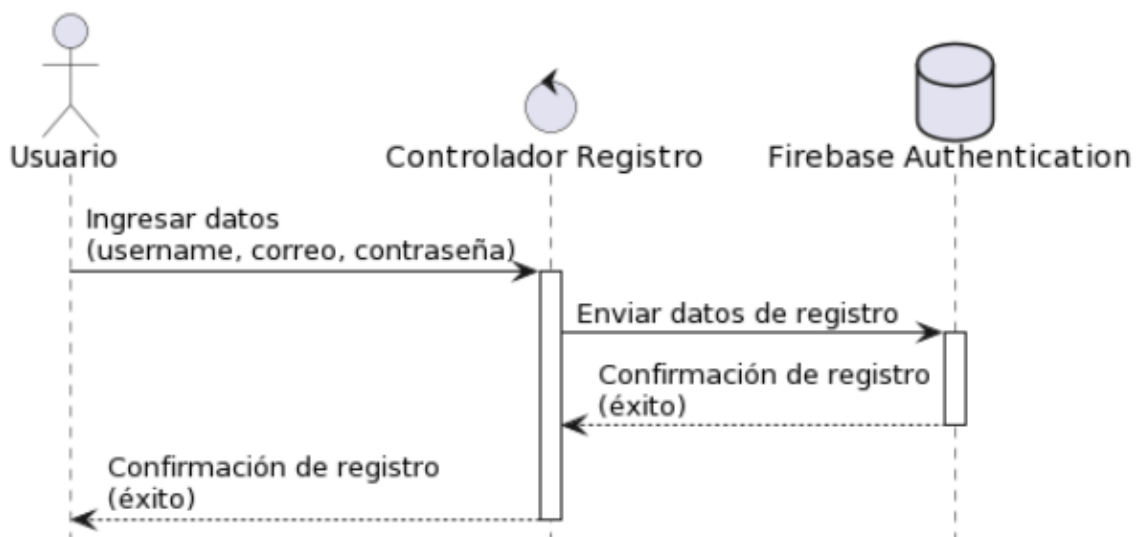 Usuario
Controlador Registro
Firebase Authentication
Ingresar datos
(username, correo, contraseña)
Enviar datos de registro
Confirmación de registro
(éxito)
Confirmación de registro
(éxito)